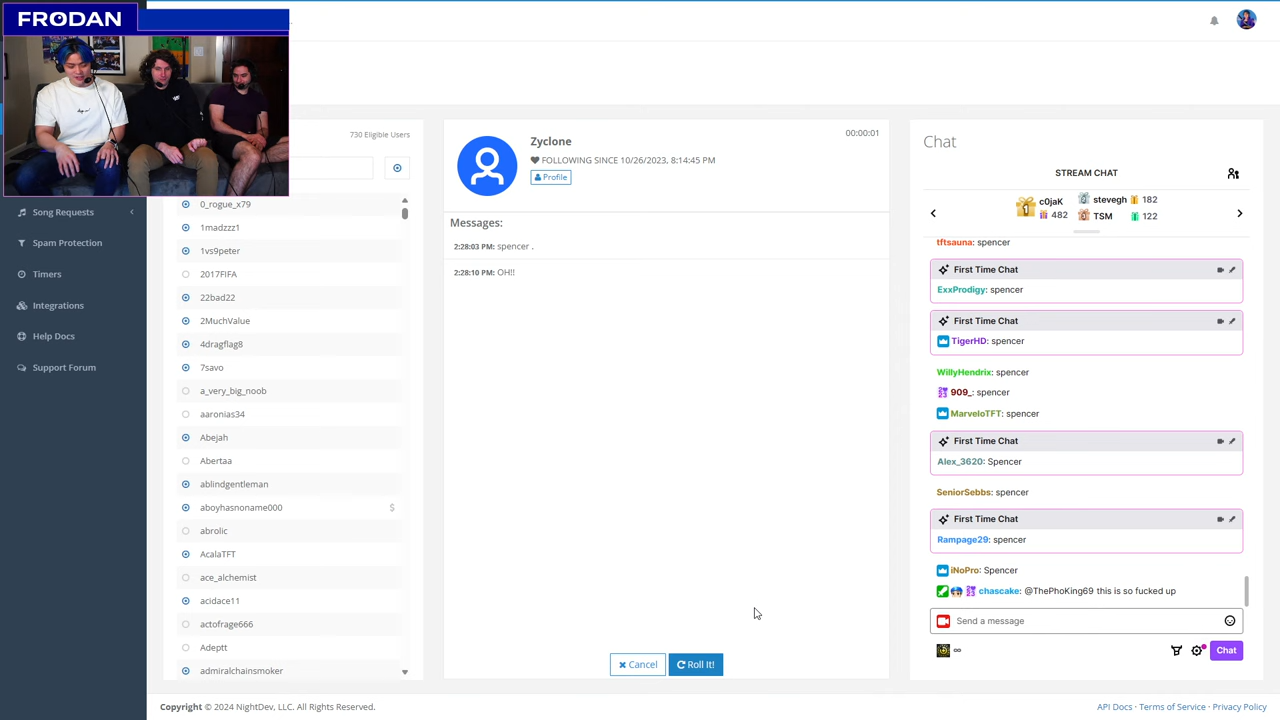 FRODAN
730 Eligible Users
Song Requests
Spam Protection
Timers
Integrations
Help Docs
Support Forum
0_rogue_x79
1madzzz1
1vs9peter
2017FIFA
22bad22
2MuchValue
4dragflag8
7savo
a_very_big_noob
aaronias34
Abejah
Abertaa
ablindgentleman
aboyhasnoname000 $
abrolic
AcalaTFT
ace_alchemist
acidace11
actofrage666
Adeptt
admiralchainsmoker
Zyclone
00:00:01
FOLLOWING SINCE 10/26/2023, 8:14:45 PM
Profile
Messages:
2:28:03 PM: spencer .
2:28:10 PM: OH!!
Cancel
Roll It!
Chat
STREAM CHAT
1 c0jaK 482
2 stevegh 182
3 TSM 122
tftsauna: spencer
First Time Chat
ExxProdigy: spencer
First Time Chat
TigerHD: spencer
WillyHendrix: spencer
909_: spencer
MarveloTFT: spencer
First Time Chat
Alex_3620: Spencer
SeniorSebbs: spencer
First Time Chat
Rampage29: spencer
iNoPro: Spencer
chascake: @ThePhoKing69 this is so fucked up
Send a message
∞
Chat
Copyright © 2024 NightDev, LLC. All Rights Reserved.
API Docs · Terms of Service · Privacy Policy